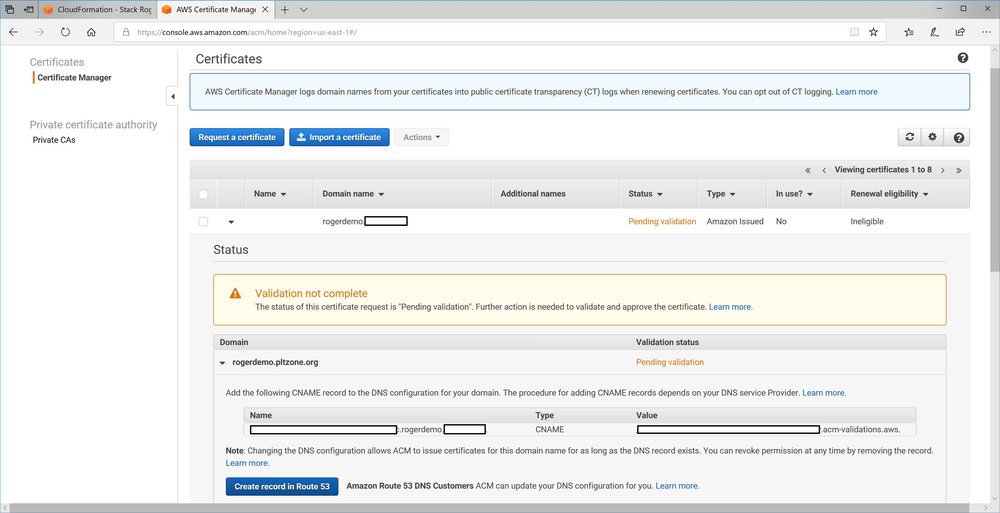 CloudFormation - Stack Rog
AWS Certificate Manage
https://console.aws.amazon.com/acm/home?region=us-east-1#/
Certificates
Certificate Manager
Private certificate authority
Private CAs
Certificates
AWS Certificate Manager logs domain names from your certificates into public certificate transparency (CT) logs when renewing certificates. You can opt out of CT logging. Learn more
Request a certificate Import a certificate Actions
« ‹ Viewing certificates 1 to 8 › »
Name Domain name Additional names Status Type In use? Renewal eligibility
rogerdemo. Pending validation Amazon Issued No Ineligible
Status
Validation not complete
The status of this certificate request is "Pending validation". Further action is needed to validate and approve the certificate. Learn more.
Domain Validation status
rogerdemo.pltzone.org Pending validation
Add the following CNAME record to the DNS configuration for your domain. The procedure for adding CNAME records depends on your DNS service Provider. Learn more.
Name Type Value
.rogerdemo. . CNAME .acm-validations.aws.
Note: Changing the DNS configuration allows ACM to issue certificates for this domain name for as long as the DNS record exists. You can revoke permission at any time by removing the record.
Learn more.
Create record in Route 53 Amazon Route 53 DNS Customers ACM can update your DNS configuration for you. Learn more.